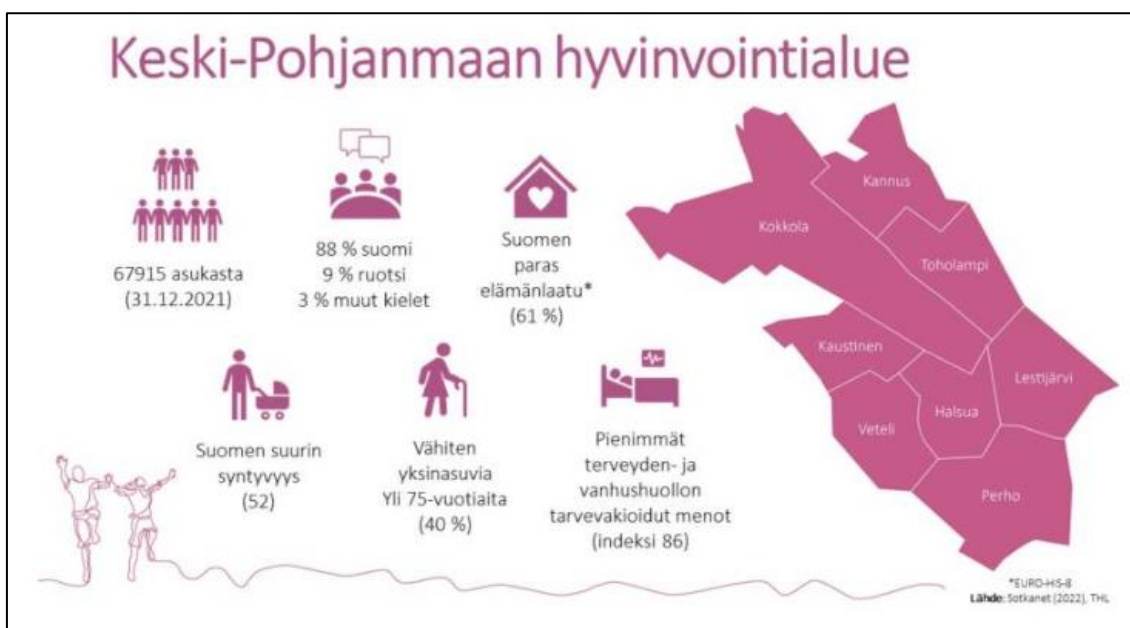 Keski-Pohjanmaan hyvinvointialue
67915 asukasta
(31.12.2021)
88 % suomi
9 % ruotsi
3 % muut kielet
Suomen
paras
elämänlaatu*
(61 %)
Suomen suurin
syntyvyys
(52)
Vähiten
yksinasuvia
Yli 75-vuotiaita
(40 %)
Pienimmät
terveyden- ja
vanhushuollon
tarvevakioidut menot
(indeksi 86)
Kannus
Kokkola
Toholampi
Kaustinen
Lestijärvi
Halsua
Veteli
Perho
*EURO-HIS-8
Lähde: Sotkanet (2022), THL